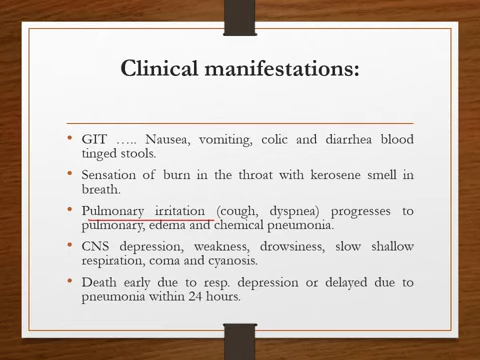 Clinical manifestations:
• GIT ….. Nausea, vomiting, colic and diarrhea blood
tinged stools.
• Sensation of burn in the throat with kerosene smell in
breath.
• Pulmonary irritation (cough, dyspnea) progresses to
pulmonary, edema and chemical pneumonia.
• CNS depression, weakness, drowsiness, slow shallow
respiration, coma and cyanosis.
• Death early due to resp. depression or delayed due to
pneumonia within 24 hours.